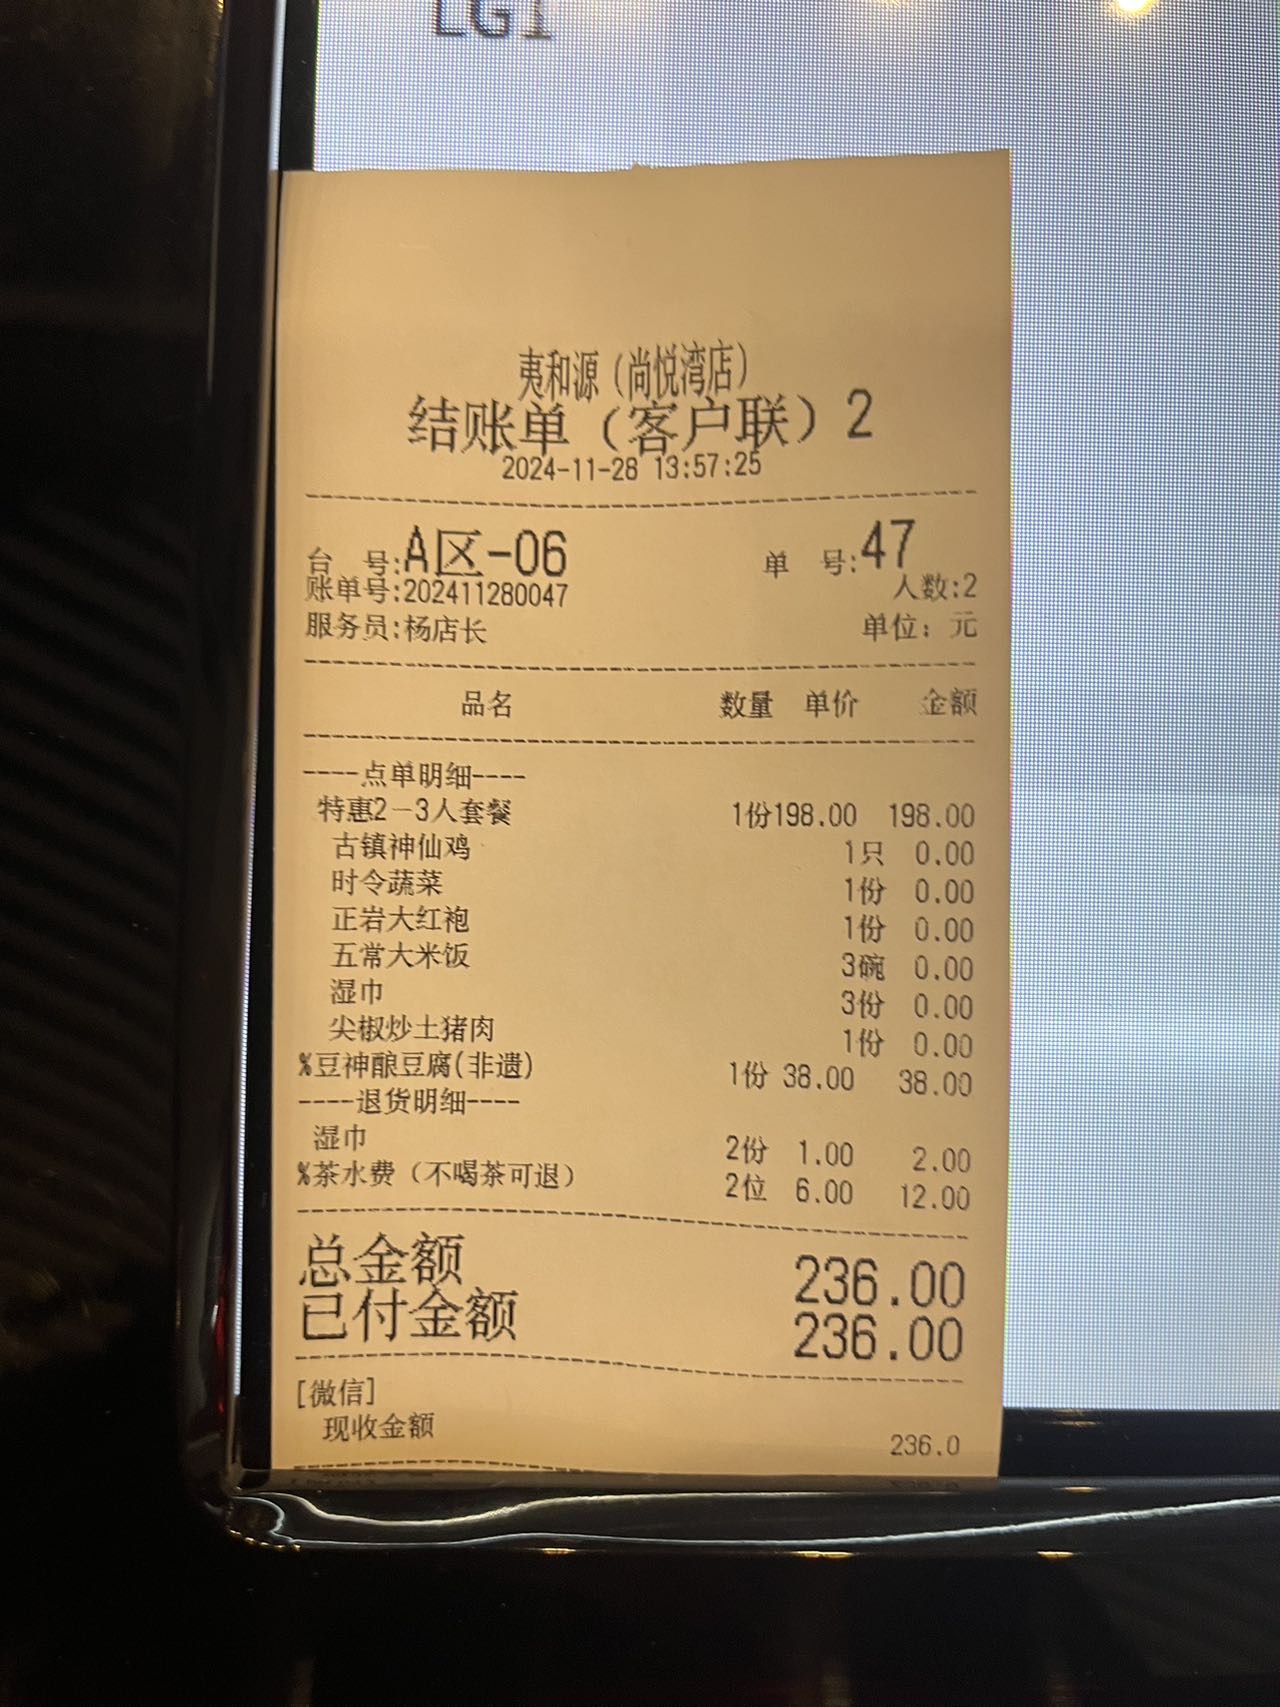 LG1
夷和源（尚悦湾店）
结账单（客户联）2
2024-11-28 13:57:25
台 号:A区-06 单 号:47
账单号:202411280047 人数:2
服务员:杨店长 单位：元
品名 数量 单价 金额
----点单明细----
特惠2－3人套餐 1份198.00 198.00
古镇神仙鸡 1只 0.00
时令蔬菜 1份 0.00
正岩大红袍 1份 0.00
五常大米饭 3碗 0.00
湿巾 3份 0.00
尖椒炒土猪肉 1份 0.00
%豆神酿豆腐(非遗) 1份 38.00 38.00
----退货明细----
湿巾 2份 1.00 2.00
%茶水费（不喝茶可退） 2位 6.00 12.00
总金额 236.00
已付金额 236.00
[微信]
现收金额 236.0